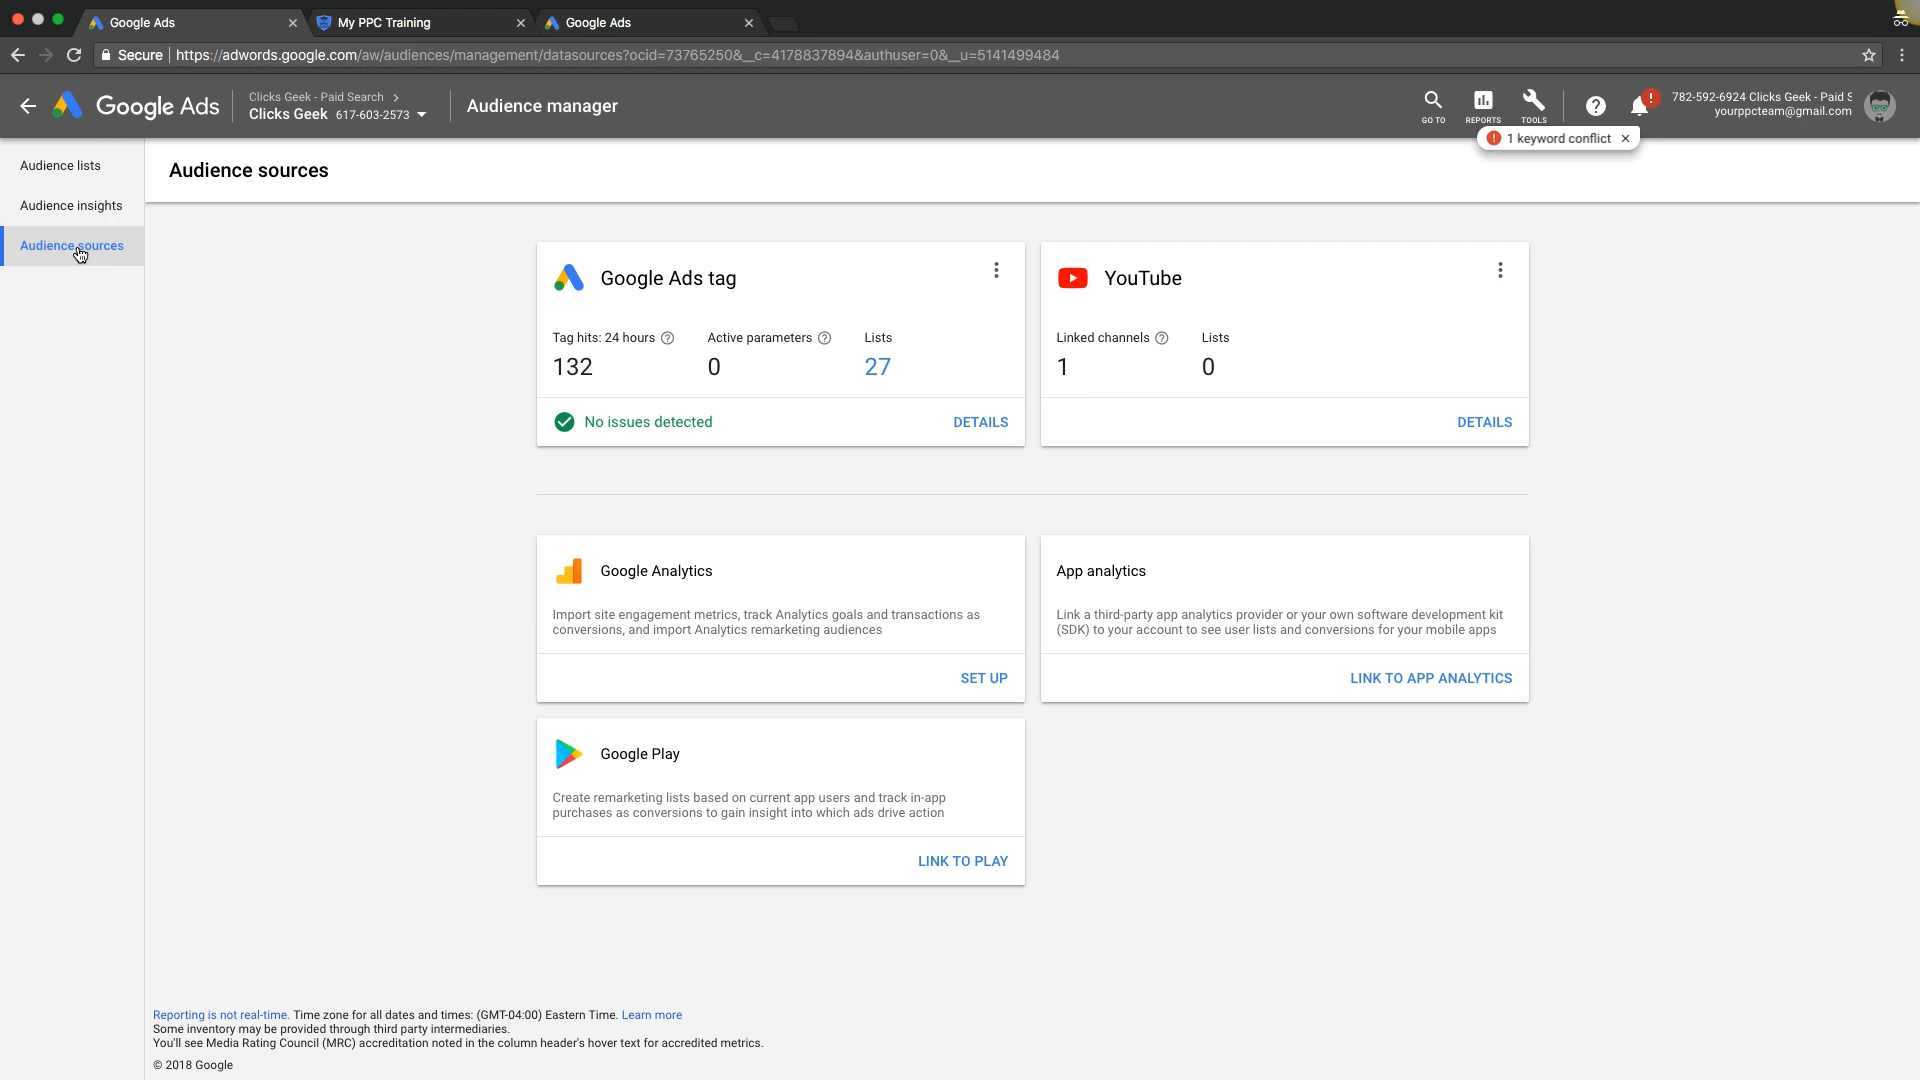 Google Ads
My PPC Training
Google Ads
Secure
https://adwords.google.com/aw/audiences/management/datasources?ocid=73765250&__c=4178837894&authuser=0&__u=5141499484
Google Ads
Clicks Geek - Paid Search
Clicks Geek 617-603-2573
Audience manager
GO TO
REPORTS
TOOLS
782-592-6924 Clicks Geek - Paid S
yourppcteam@gmail.com
1 keyword conflict
Audience lists
Audience insights
Audience sources
Audience sources
Google Ads tag
Tag hits: 24 hours
Active parameters
Lists
132
0
27
No issues detected
DETAILS
YouTube
Linked channels
Lists
1
0
DETAILS
Google Analytics
Import site engagement metrics, track Analytics goals and transactions as
conversions, and import Analytics remarketing audiences
SET UP
App analytics
Link a third-party app analytics provider or your own software development kit
(SDK) to your account to see user lists and conversions for your mobile apps
LINK TO APP ANALYTICS
Google Play
Create remarketing lists based on current app users and track in-app
purchases as conversions to gain insight into which ads drive action
LINK TO PLAY
Reporting is not real-time. Time zone for all dates and times: (GMT-04:00) Eastern Time. Learn more
Some inventory may be provided through third party intermediaries.
You'll see Media Rating Council (MRC) accreditation noted in the column header's hover text for accredited metrics.
© 2018 Google